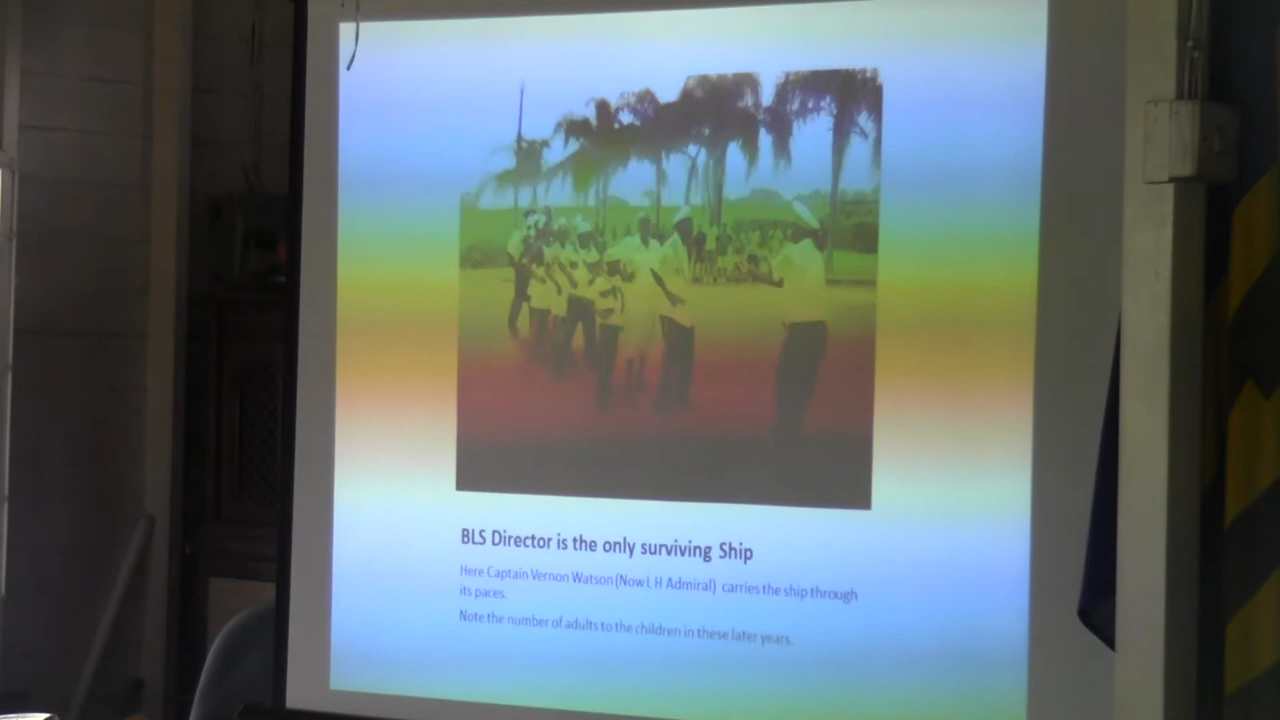 BLS Director is the only surviving Ship
Here Captain Vernon Watson (Now L H Admiral) carries the ship through
its paces.
Note the number of adults to the children in these later years.